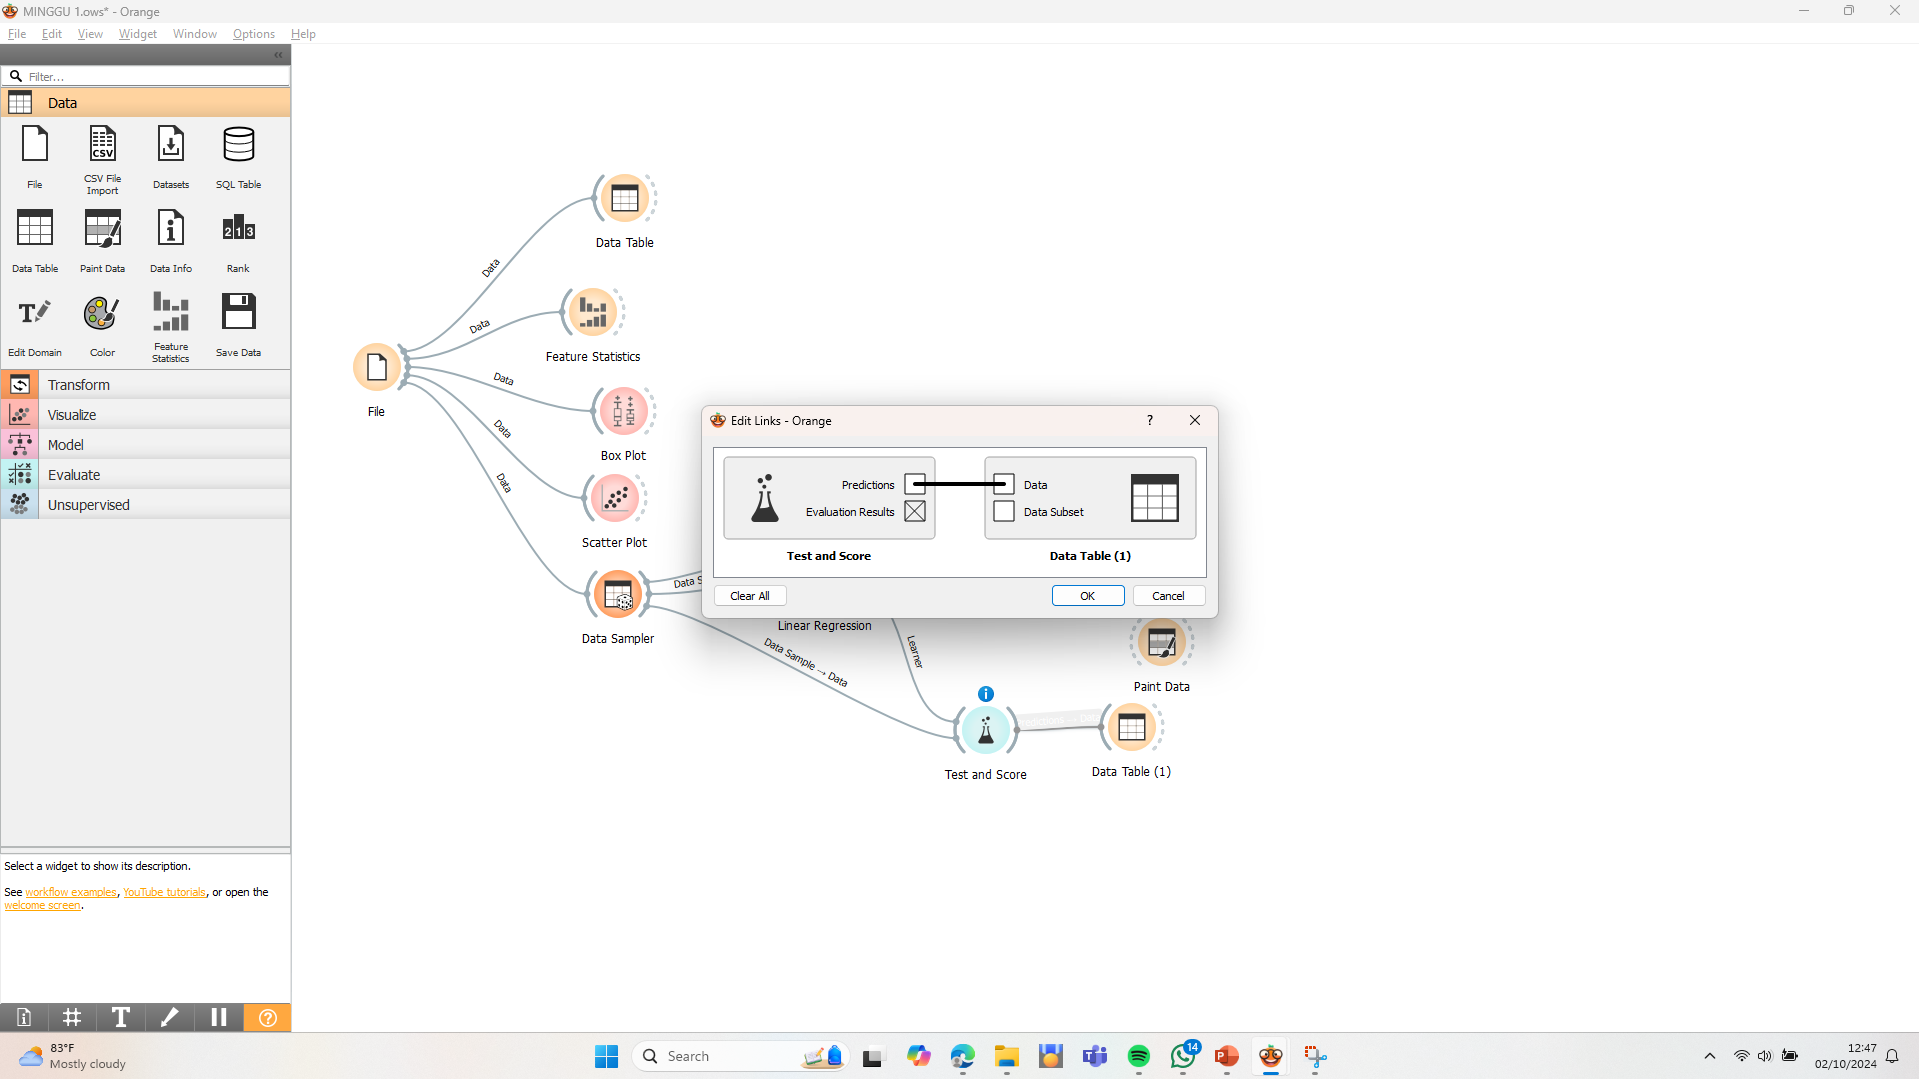 MINGGU 1.ows* - Orange
File Edit View Widget Window Options Help
Filter...
Data
File
CSV File Import
Datasets
SQL Table
Data Table
Paint Data
Data Info
Rank
Edit Domain
Color
Feature Statistics
Save Data
Transform
Visualize
Model
Evaluate
Unsupervised
Select a widget to show its description.
See workflow examples, YouTube tutorials, or open the
welcome screen.
File
Data
Data Table
Data
Feature Statistics
Data
Box Plot
Data
Scatter Plot
Data
Data Sampler
Data S
Data Sample → Data
Linear Regression
Learner
Test and Score
Data Table (1)
Paint Data
Edit Links - Orange
?
Predictions
Evaluation Results
Test and Score
Data
Data Subset
Data Table (1)
Clear All
OK
Cancel
83°F
Mostly cloudy
Search
14
12:47
02/10/2024